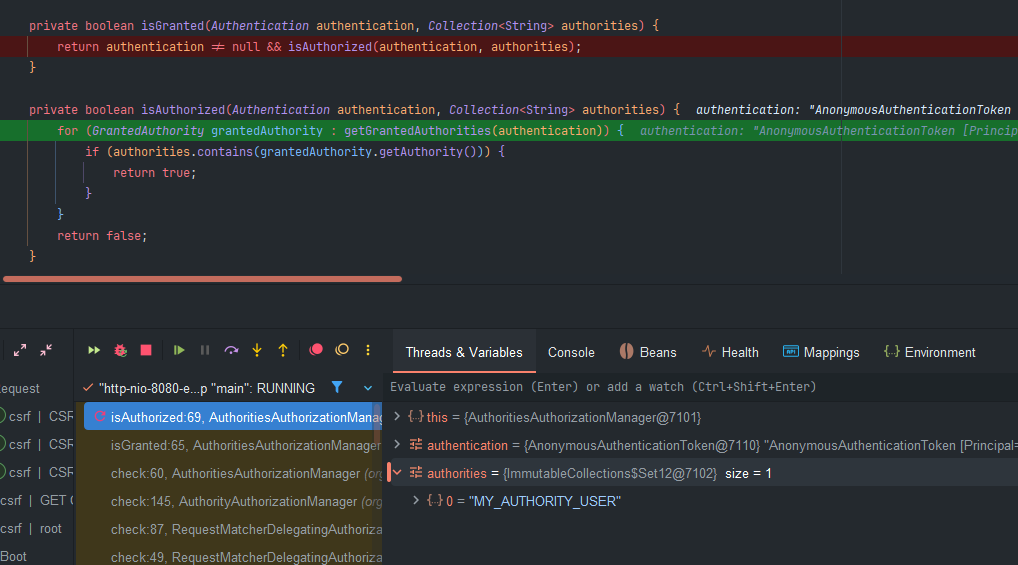 private boolean isGranted(Authentication authentication, Collection<String> authorities) {
return authentication ≠ null && isAuthorized(authentication, authorities);
}
private boolean isAuthorized(Authentication authentication, Collection<String> authorities) { authentication: "AnonymousAuthenticationToken
for (GrantedAuthority grantedAuthority : getGrantedAuthorities(authentication)) { authentication: "AnonymousAuthenticationToken [Princip
if (authorities.contains(grantedAuthority.getAuthority())) {
return true;
}
}
return false;
}
Threads & Variables Console Beans Health API Mappings Environment
equest
"http-nio-8080-e...p "main": RUNNING
Evaluate expression (Enter) or add a watch (Ctrl+Shift+Enter)
csrf | CSR
isAuthorized:69, AuthoritiesAuthorizationManag
this = {AuthoritiesAuthorizationManager@7101}
csrf | CSR
isGranted:65, AuthoritiesAuthorizationManager
authentication = {AnonymousAuthenticationToken@7110} "AnonymousAuthenticationToken [Principal=
csrf | CSR
check:60, AuthoritiesAuthorizationManager (org
authorities = {ImmutableCollections$Set12@7102} size = 1
csrf | GET
check:145, AuthorityAuthorizationManager (org
0 = "MY_AUTHORITY_USER"
csrf | root
check:87, RequestMatcherDelegatingAuthoriza
Boot
check:49, RequestMatcherDelegatingAuthoriza